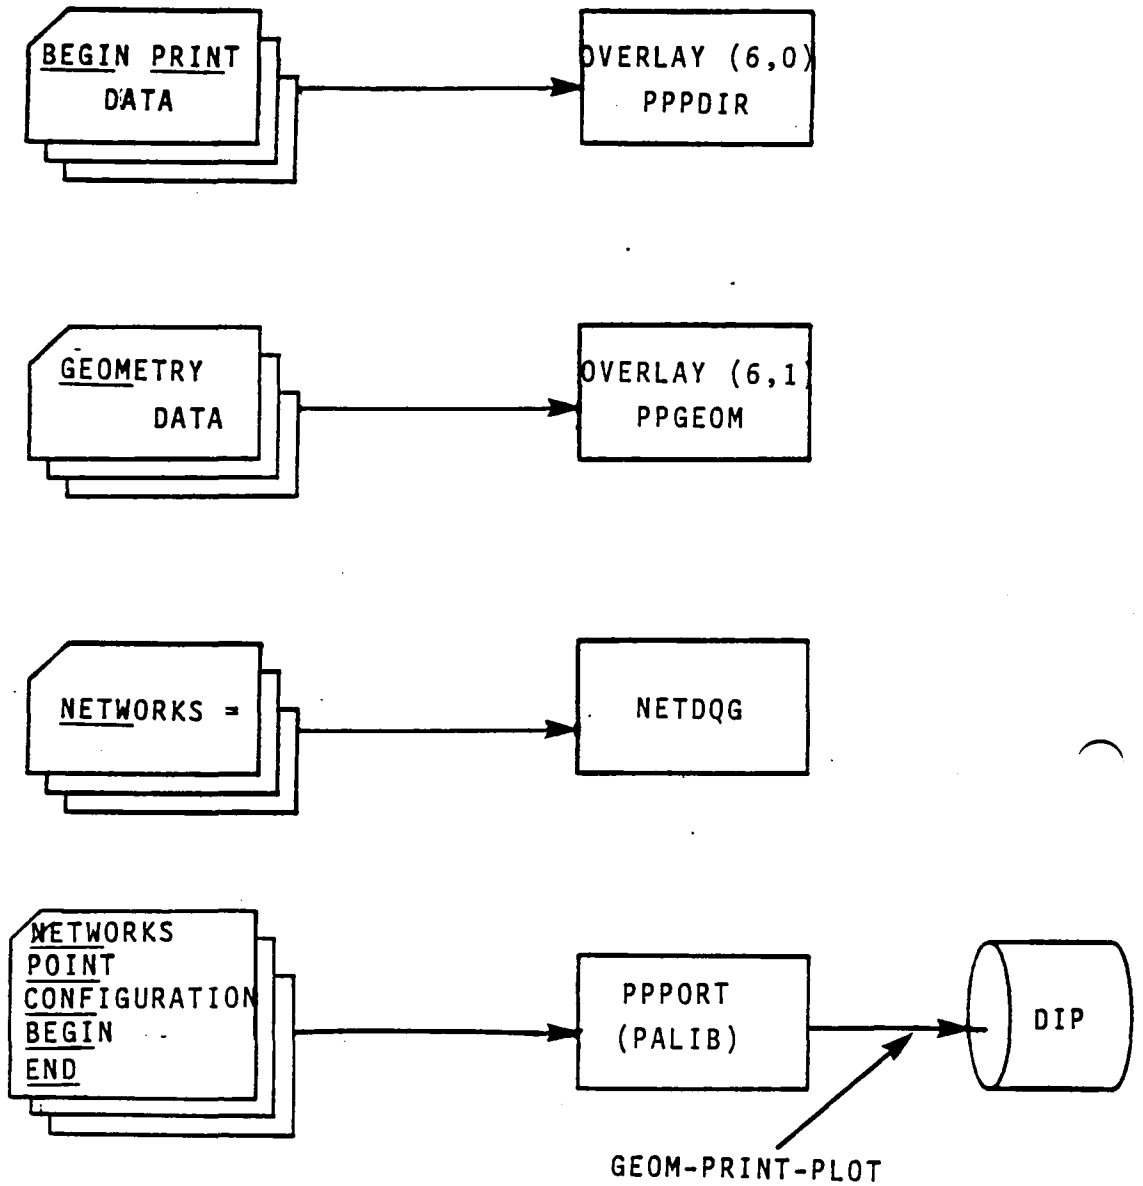 BEGIN PRINT
DATA
OVERLAY (6,0)
PPPDIR
GEOMETRY
DATA
OVERLAY (6,1)
PPGEOM
NETWORKS =
NETDQG
NETWORKS
POINT
CONFIGURATION
BEGIN
END
PPPORT
(PALIB)
DIP
GEOM-PRINT-PLOT